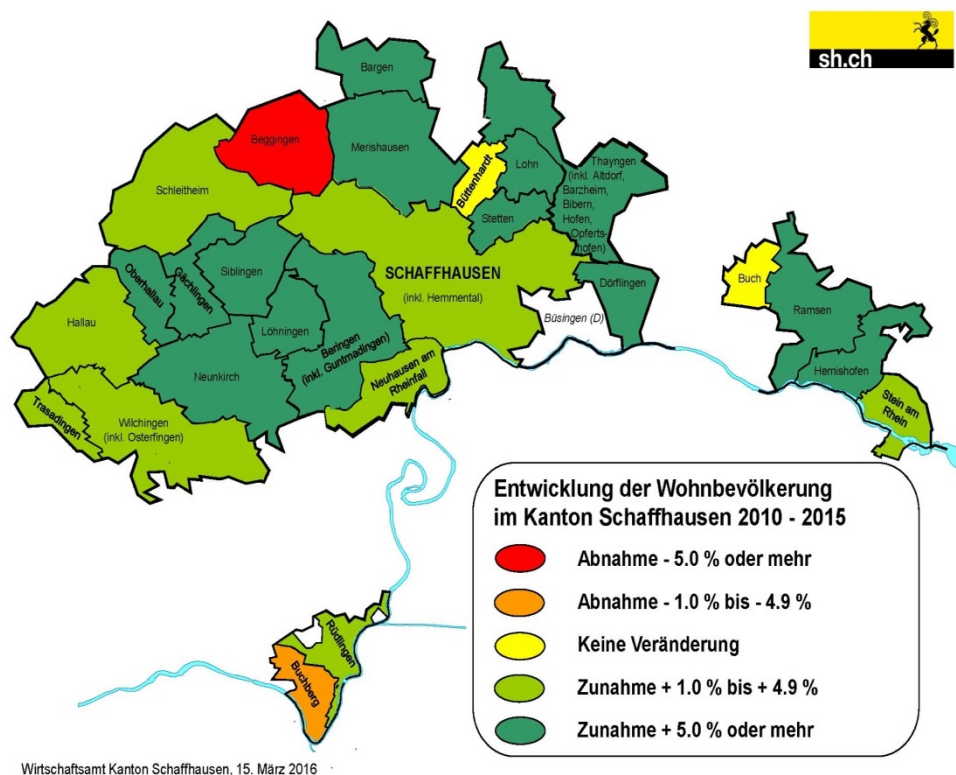 sh.ch
Bargen
Beggingen
Merishausen
Lohn
Thayngen
(inkl. Altdorf,
Barzheim,
Bibern,
Hofen,
Opferts-
hofen)
Büttenhardt
Schleitheim
Stetten
SCHAFFHAUSEN
(inkl. Hemmental)
Siblingen
Oberhallau
Gächlingen
Dörflingen
Buch
Büsingen (D)
Ramsen
Hallau
Löhningen
Beringen
(inkl. Guntmadingen)
Neunkirch
Hemishofen
Neuhausen am
Rheinfall
Stein am
Rhein
Trasadingen
Wilchingen
(inkl. Osterfingen)
Entwicklung der Wohnbevölkerung
im Kanton Schaffhausen 2010 - 2015
Abnahme - 5.0 % oder mehr
Abnahme - 1.0 % bis - 4.9 %
Keine Veränderung
Zunahme + 1.0 % bis + 4.9 %
Zunahme + 5.0 % oder mehr
Rüdlingen
Buchberg
Wirtschaftsamt Kanton Schaffhausen, 15. März 2016